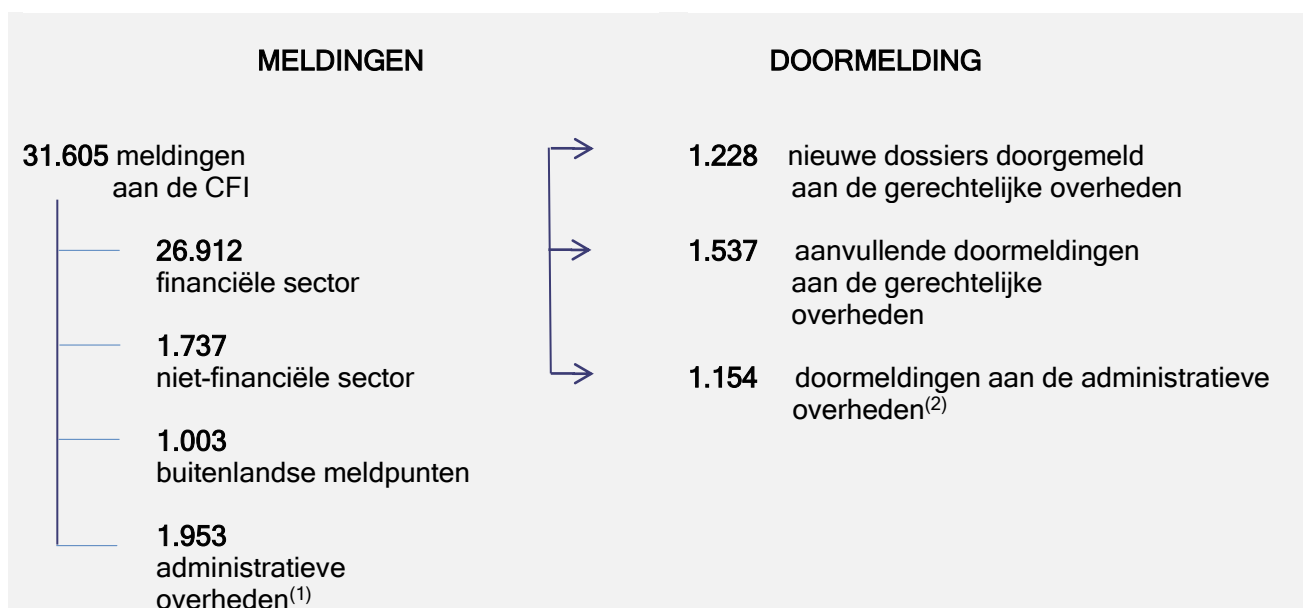 MELDINGEN
31.605 meldingen
aan de CFI
26.912
financiële sector
1.737
niet-financiële sector
1.003
buitenlandse meldpunten
1.953
administratieve
overheden(1)
DOORMELDING
1.228 nieuwe dossiers doorgemeld
aan de gerechtelijke overheden
1.537 aanvullende doormeldingen
aan de gerechtelijke
overheden
1.154 doormeldingen aan de administratieve
overheden(2)